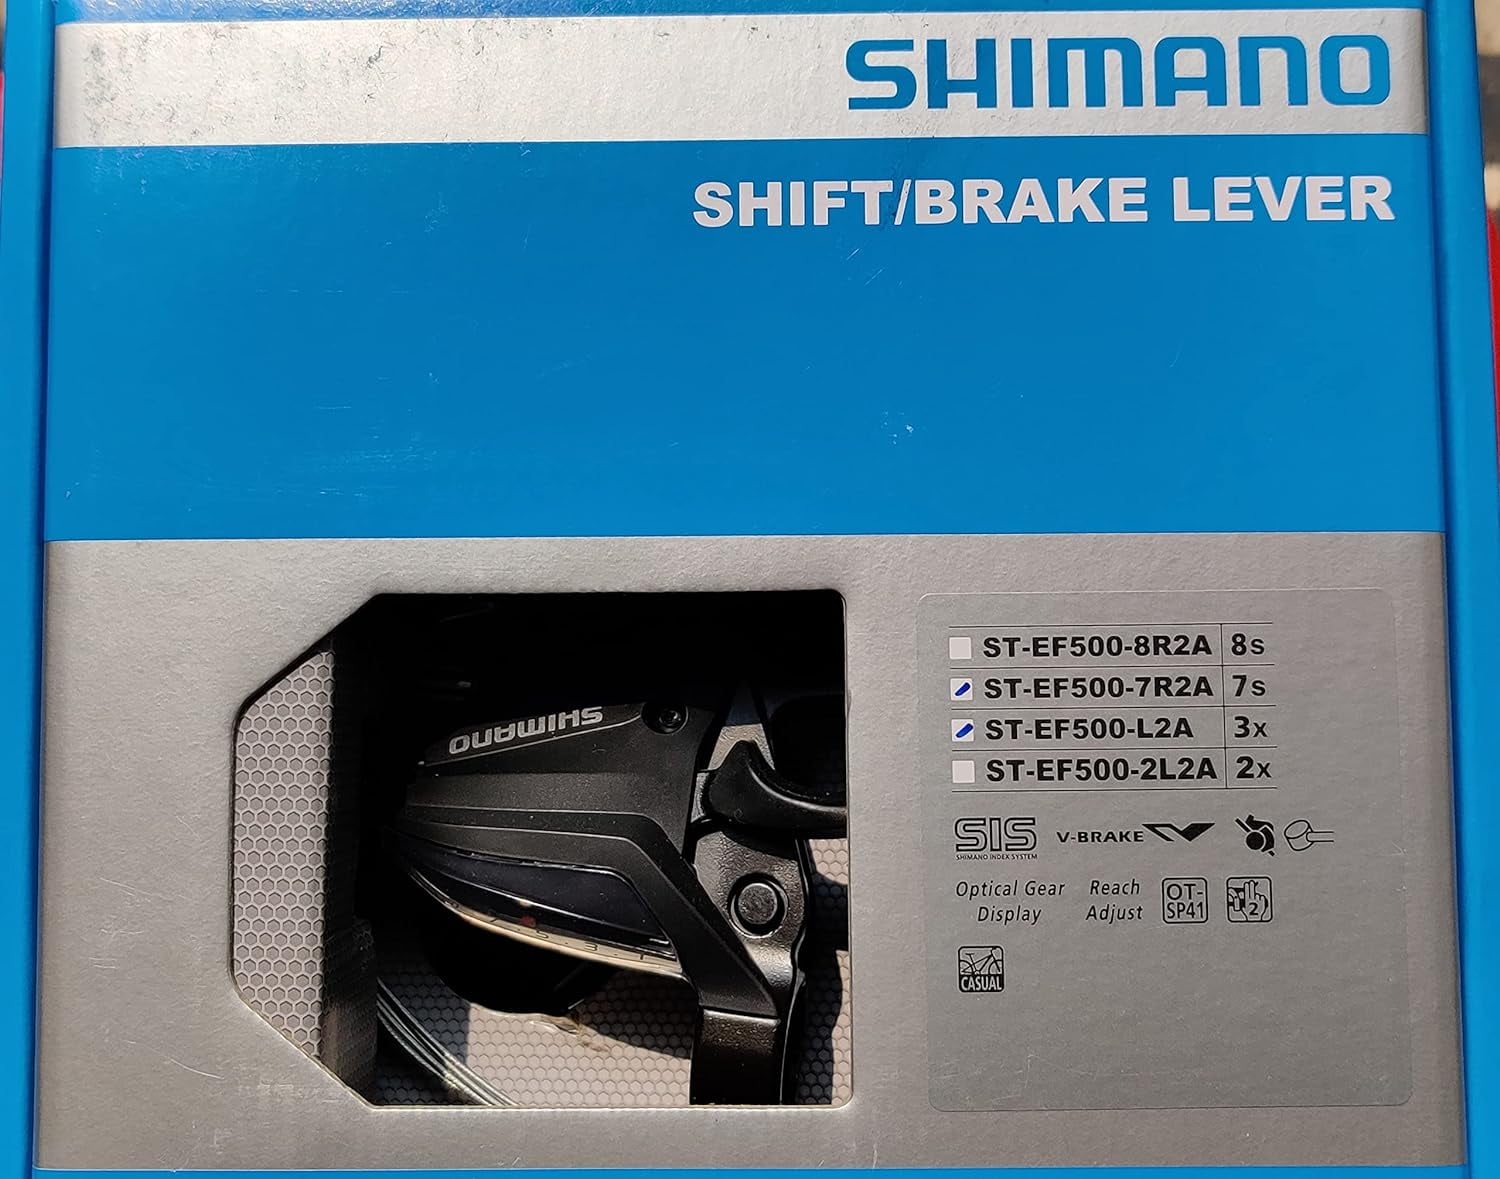 SHIMANO
SHIFT/BRAKE LEVER
SHIMANO
ST-EF500-8R2A 8s
ST-EF500-7R2A 7s
ST-EF500-L2A 3x
ST-EF500-2L2A 2x
SIS
SHIMANO INDEX SYSTEM
V-BRAKE
Optical Gear
Display
Reach
Adjust
OT-
SP41
2
CASUAL